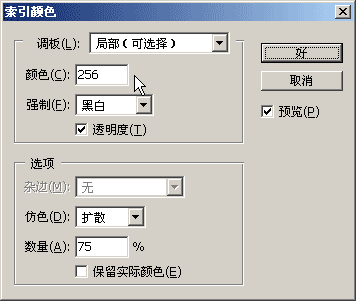 索引颜色
调板(L): 局部（可选择）
好
颜色(C): 256
取消
强制(F): 黑白
预览(P)
透明度(T)
选项
杂边(M): 无
仿色(D): 扩散
数量(A): 75 %
保留实际颜色(E)